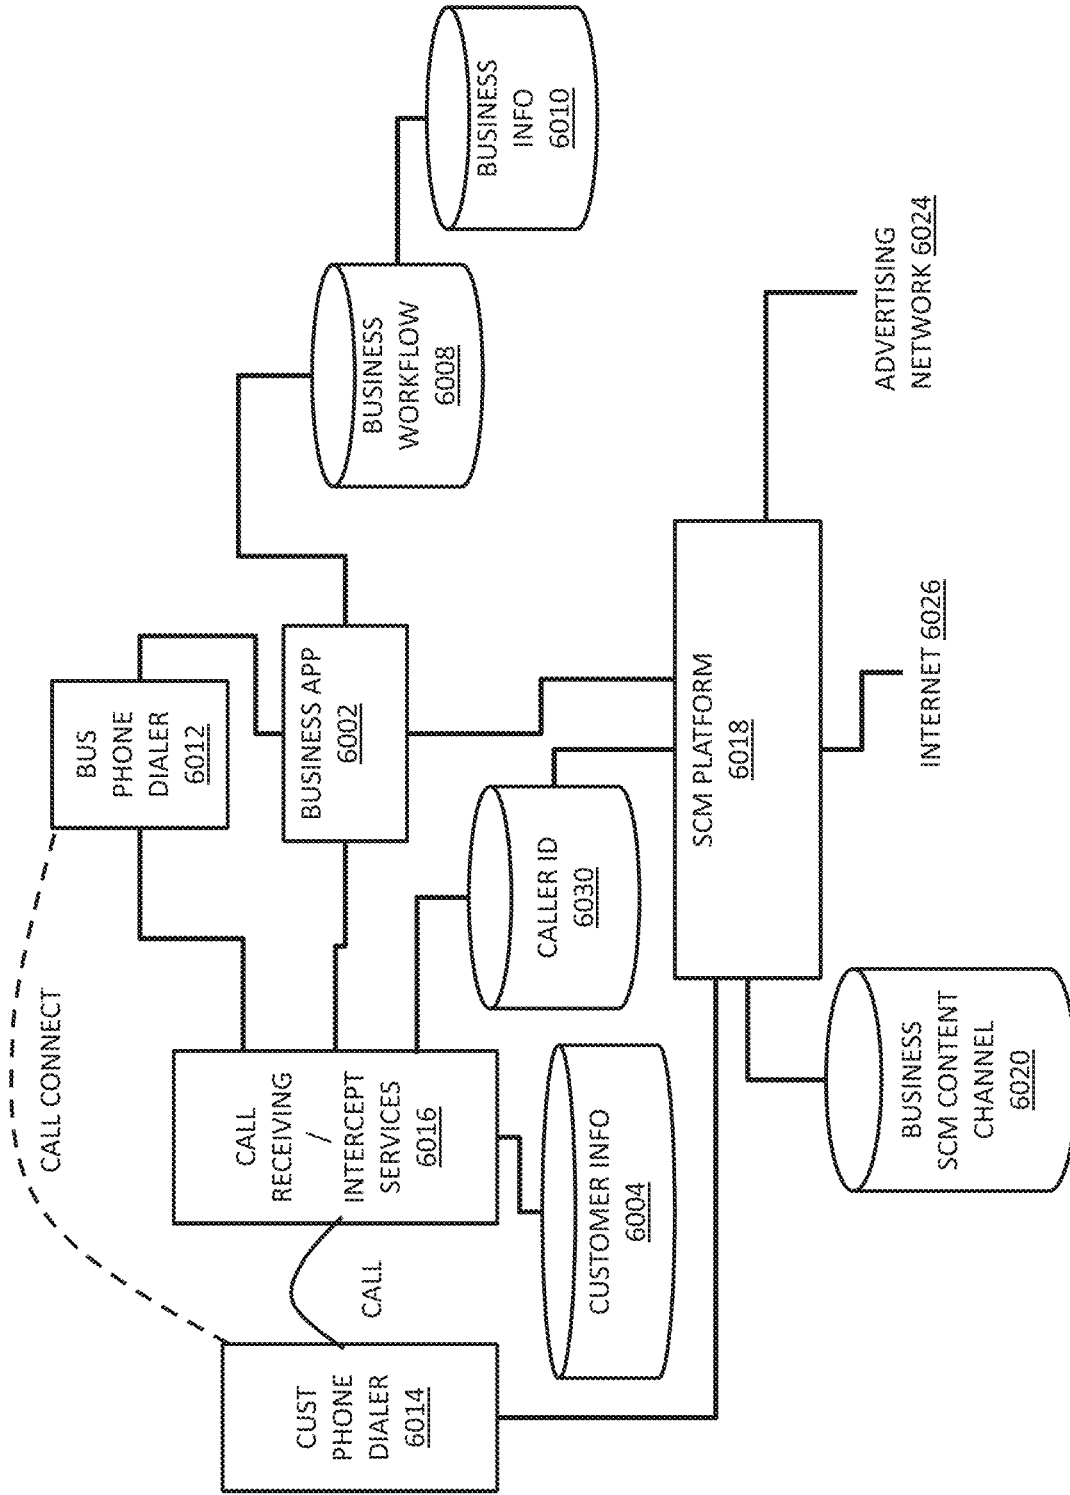 CALL CONNECT
BUS
PHONE
DIALER
6012
CUST
PHONE
DIALER
6014
CALL
CALL
RECEIVING
/
INTERCEPT
SERVICES
6016
BUSINESS APP
6002
BUSINESS
WORKFLOW
6008
BUSINESS
INFO
6010
CUSTOMER INFO
6004
CALLER ID
6030
SCM PLATFORM
6018
BUSINESS
SCM CONTENT
CHANNEL
6020
INTERNET 6026
ADVERTISING
NETWORK 6024